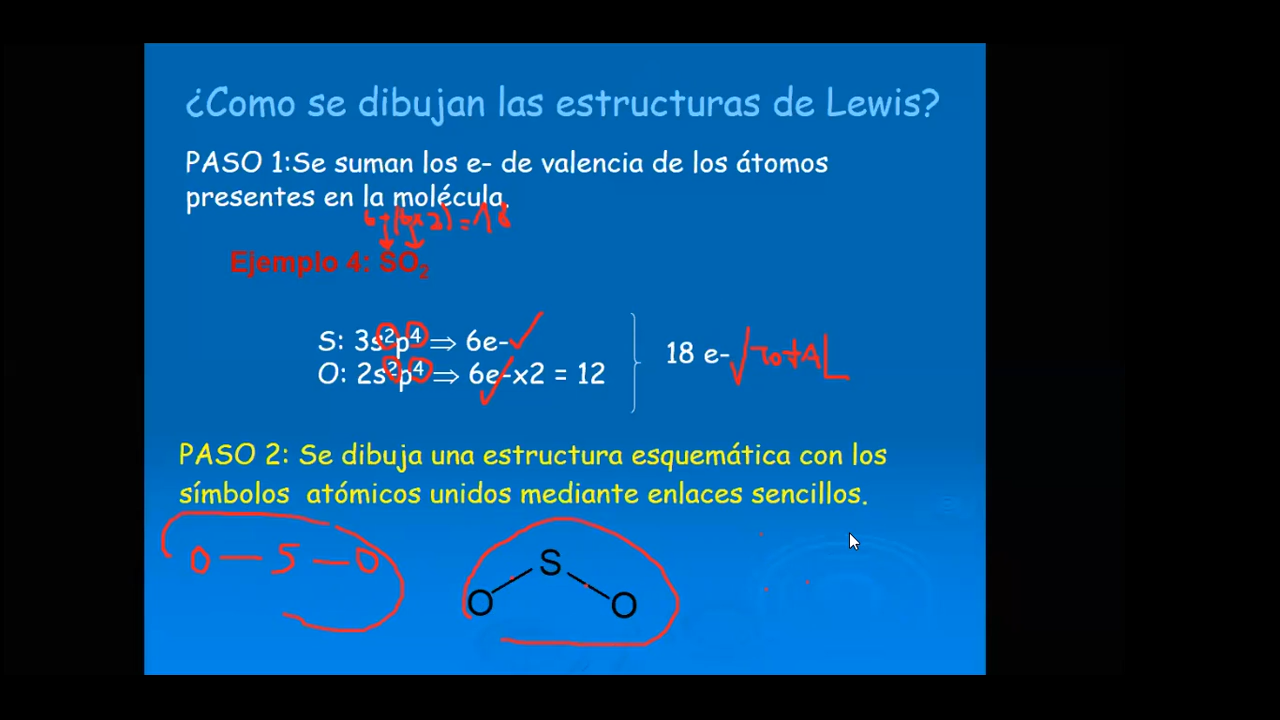 ¿Como se dibujan las estructuras de Lewis?
PASO 1:Se suman los e- de valencia de los átomos
presentes en la molécula.
6+(6x2)=18
Ejemplo 4: SO2
S: 3s²p⁴ ⇒ 6e-
O: 2s²p⁴ ⇒ 6e-x2 = 12
18 e- TotAL
PASO 2: Se dibuja una estructura esquemática con los
símbolos atómicos unidos mediante enlaces sencillos.
O — S — O
S
O O